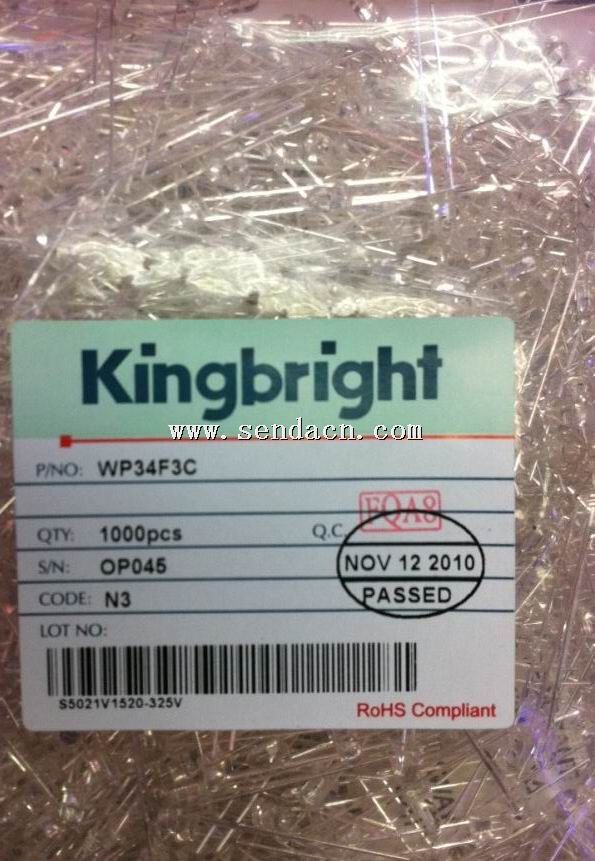 Kingbright
www.sendacn.com
P/NO: WP34F3C
QTY: 1000pcs
Q.C.
FQA8
S/N: OP045
NOV 12 2010
PASSED
CODE: N3
LOT NO:
S5021V1520-325V
RoHS Compliant